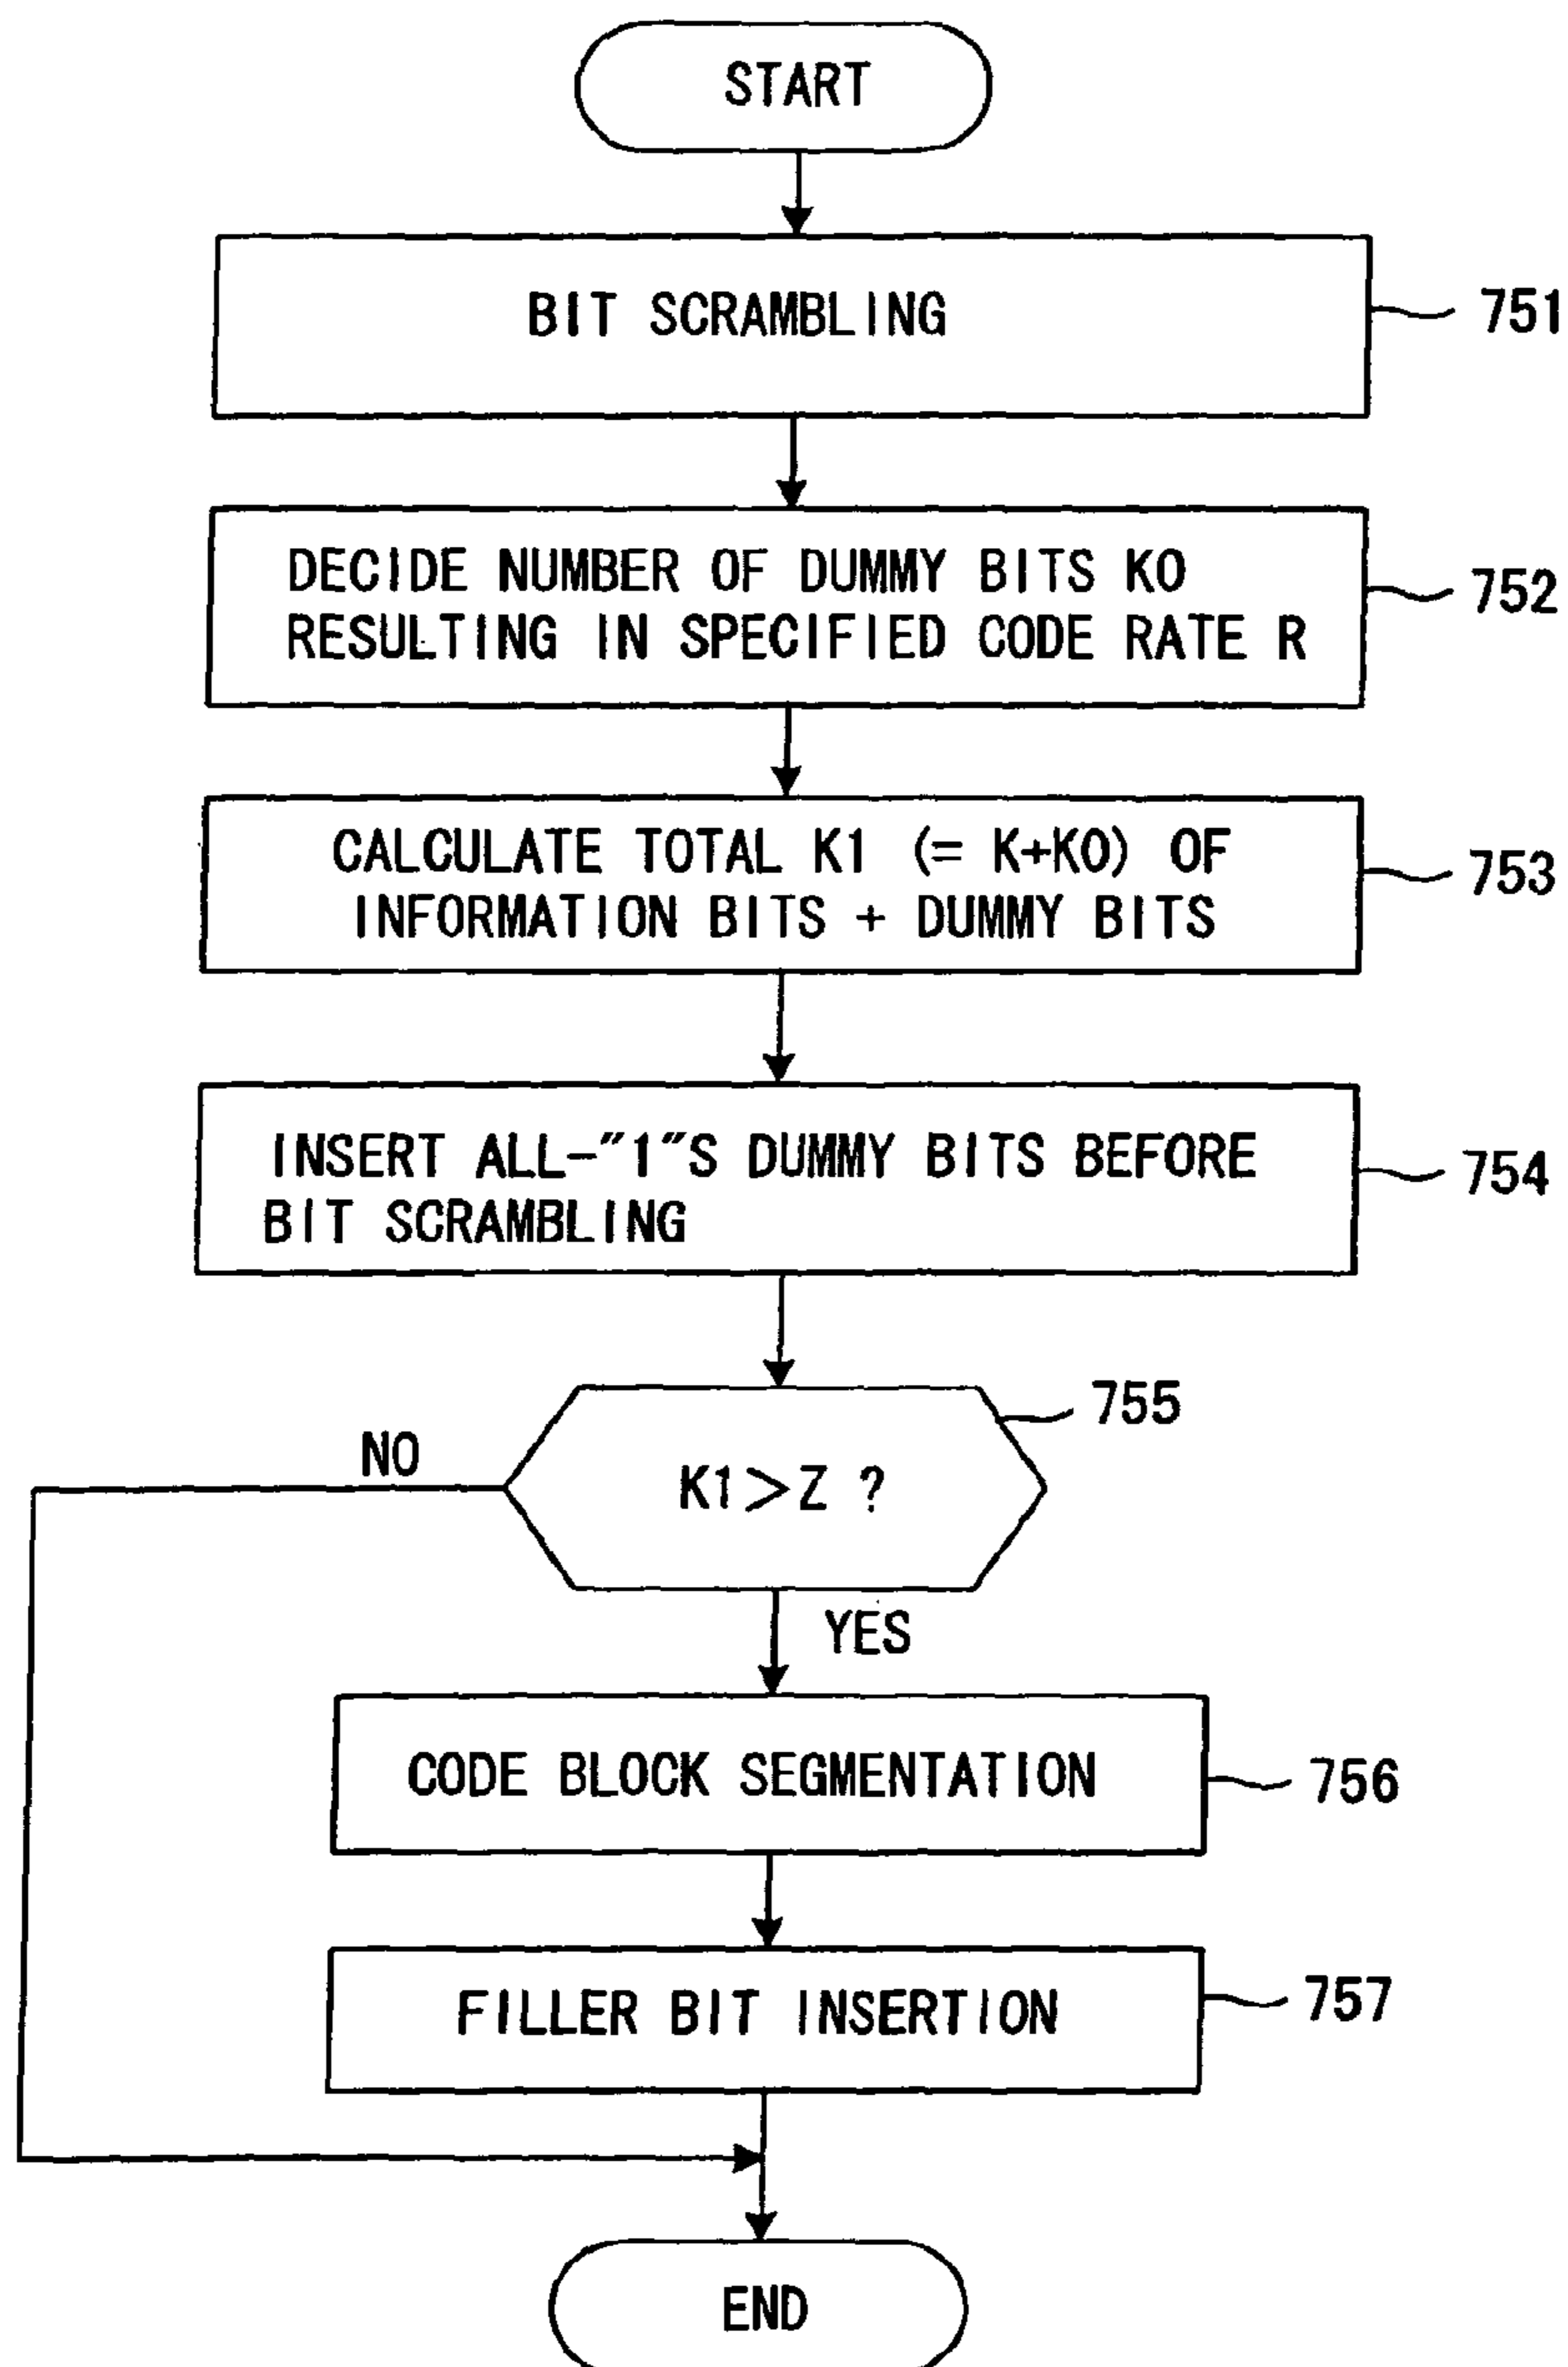 START
BIT SCRAMBLING
751
DECIDE NUMBER OF DUMMY BITS K0
RESULTING IN SPECIFIED CODE RATE R
752
CALCULATE TOTAL K1 (= K+K0) OF
INFORMATION BITS + DUMMY BITS
753
INSERT ALL-"1"S DUMMY BITS BEFORE
BIT SCRAMBLING
754
755
NO
K1>Z ?
YES
CODE BLOCK SEGMENTATION
756
FILLER BIT INSERTION
757
END